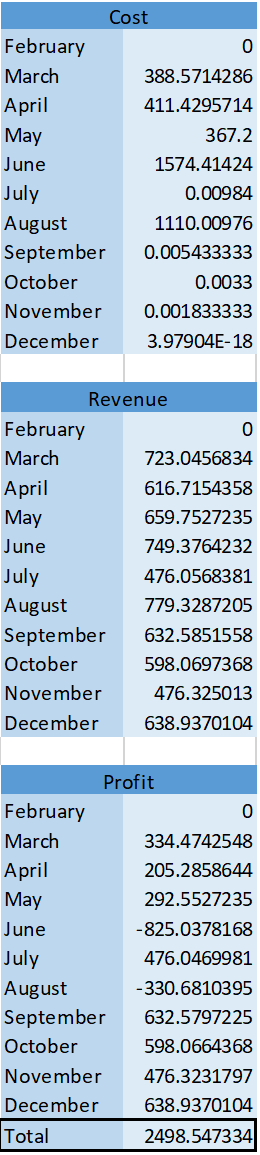 Cost
February 0
March 388.5714286
April 411.4295714
May 367.2
June 1574.41424
July 0.00984
August 1110.00976
September 0.005433333
October 0.0033
November 0.001833333
December 3.97904E-18
Revenue
February 0
March 723.0456834
April 616.7154358
May 659.7527235
June 749.3764232
July 476.0568381
August 779.3287205
September 632.5851558
October 598.0697368
November 476.325013
December 638.9370104
Profit
February 0
March 334.4742548
April 205.2858644
May 292.5527235
June -825.0378168
July 476.0469981
August -330.6810395
September 632.5797225
October 598.0664368
November 476.3231797
December 638.9370104
Total 2498.547334